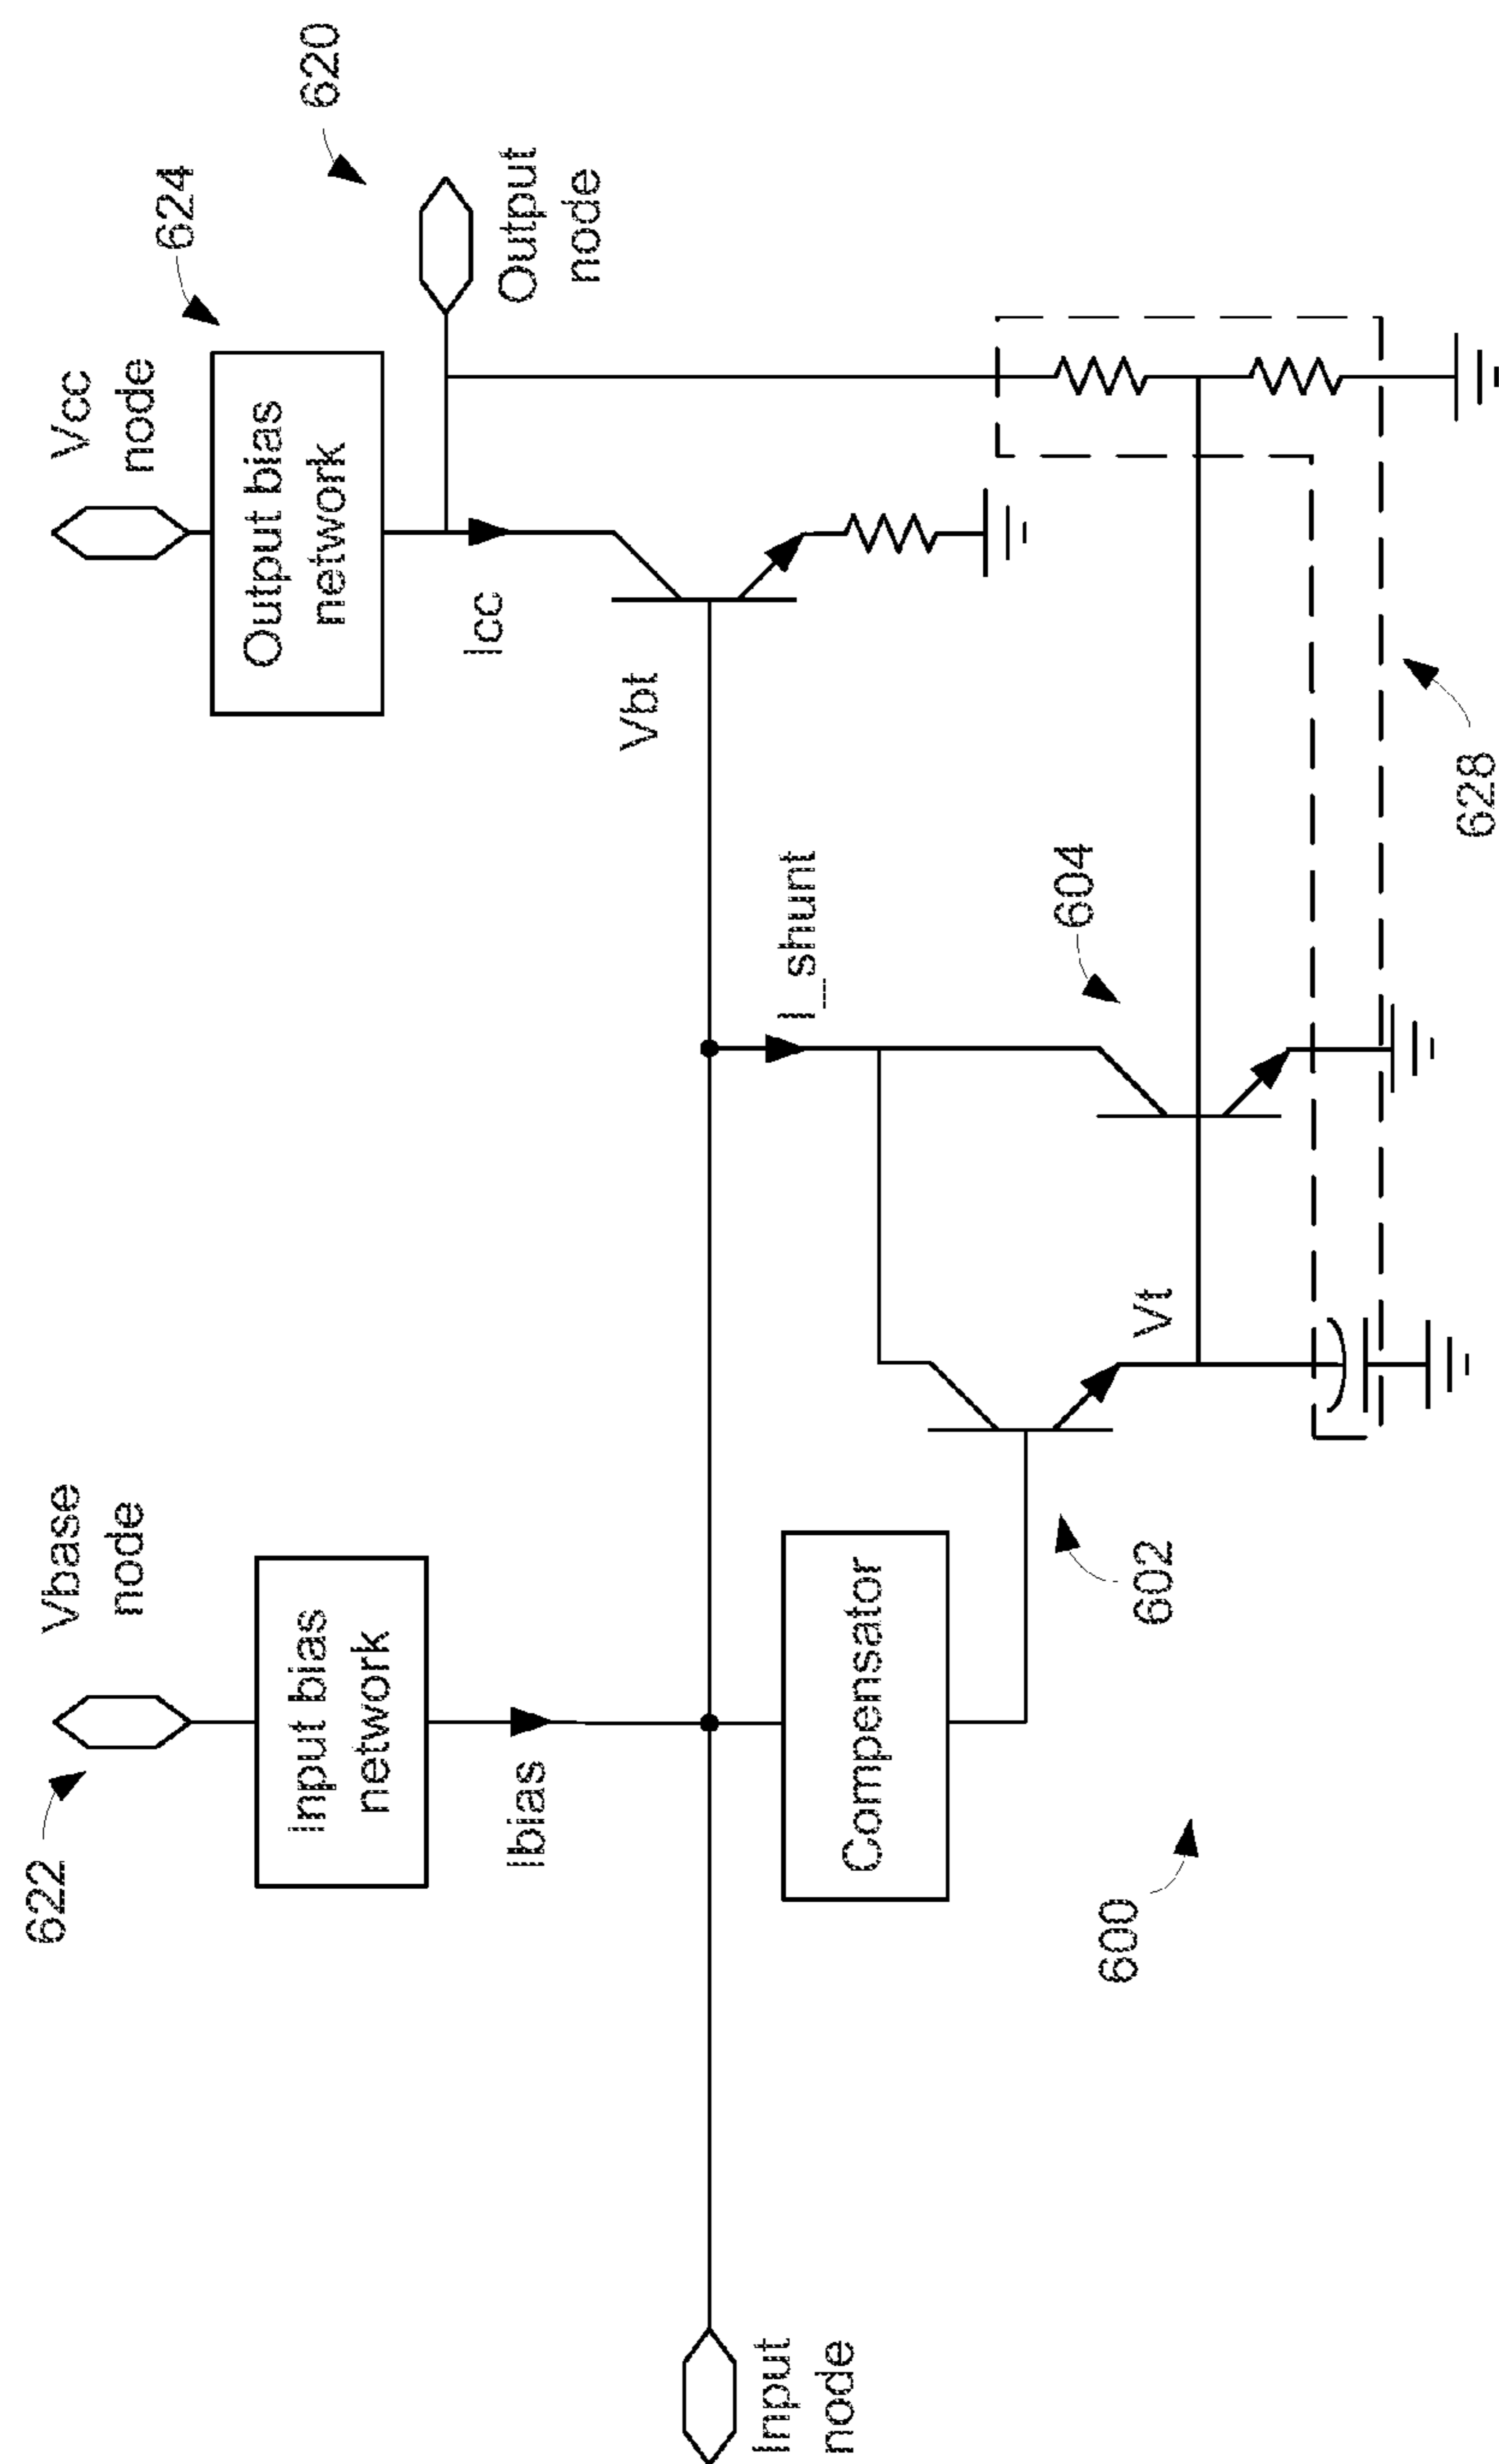 622
Vbase
node
Input bias
network
Ibias
Vcc
node
624
620
Output bias
network
Output
node
Icc
Vbt
Input
node
I_shunt
Compensator
604
602
Vt
600
628